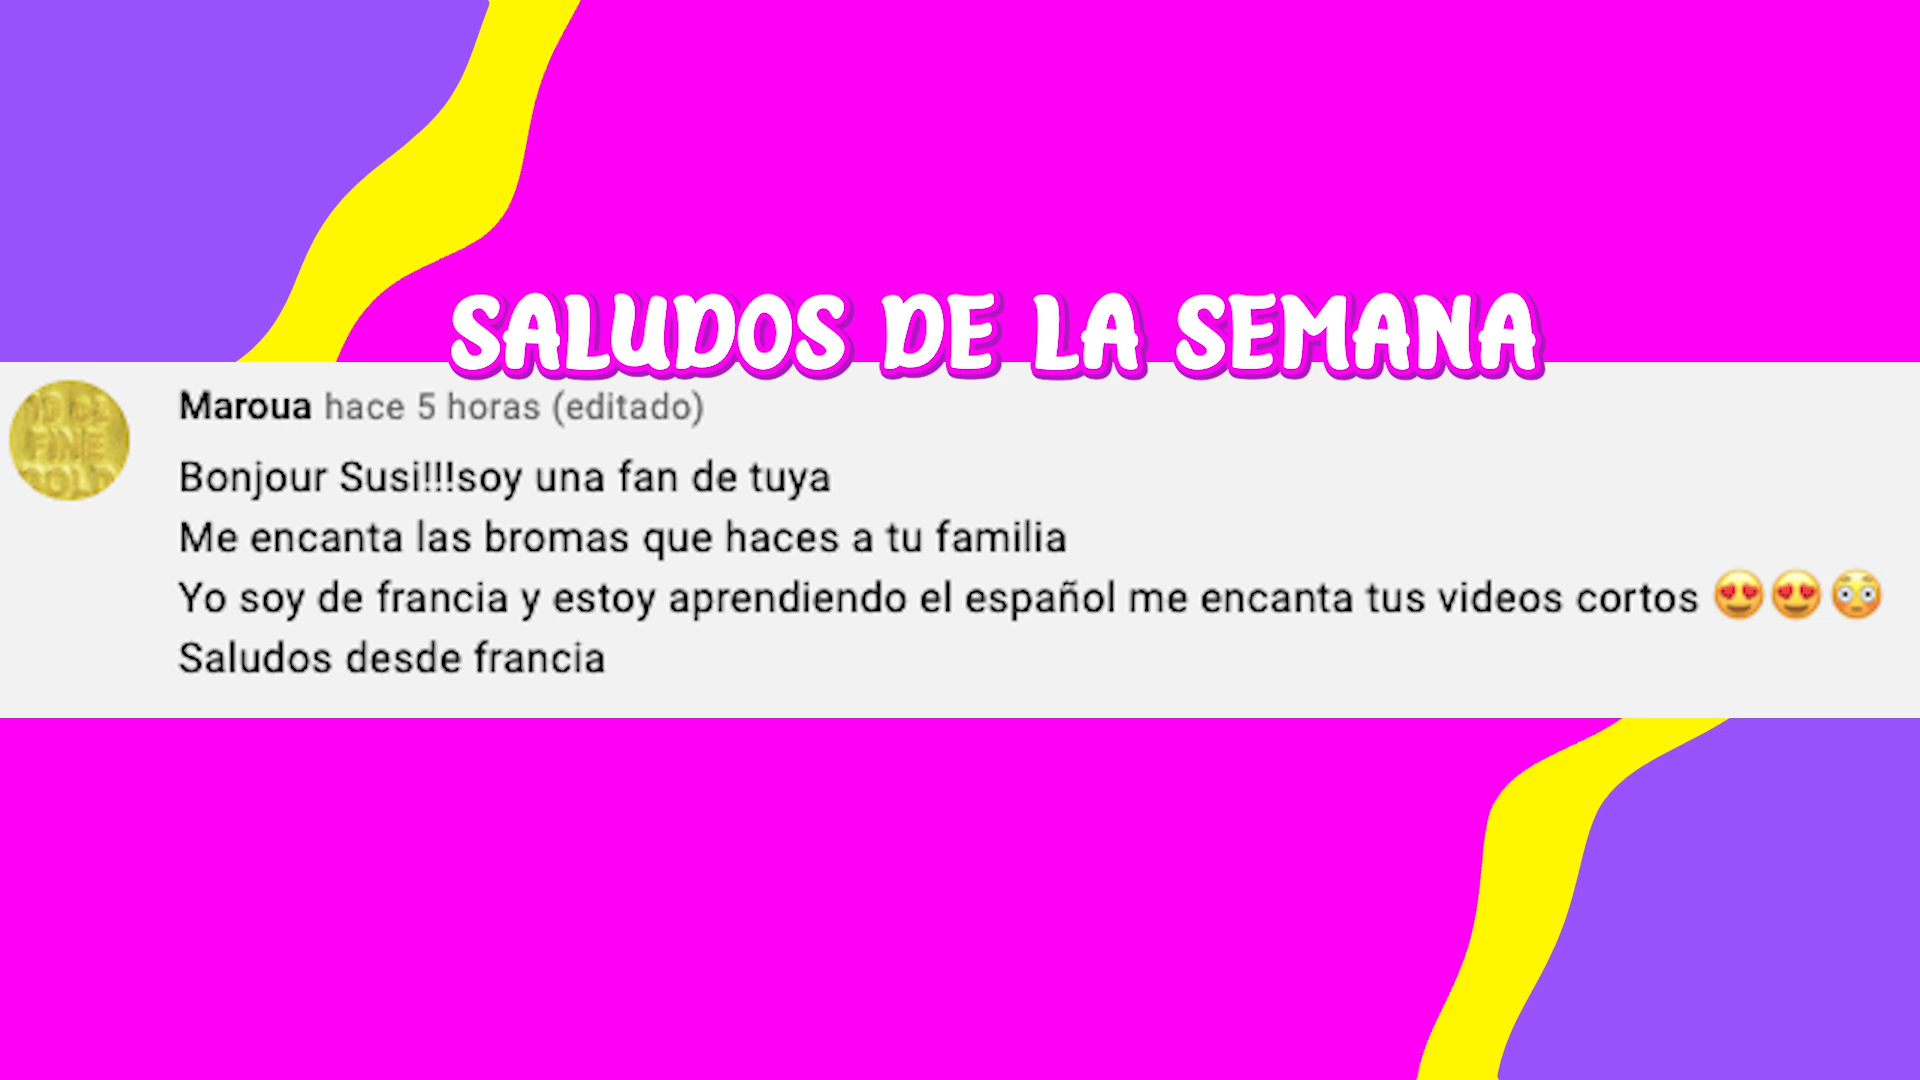 SALUDOS DE LA SEMANA
Maroua hace 5 horas (editado)
Bonjour Susi!!!soy una fan de tuya
Me encanta las bromas que haces a tu familia
Yo soy de francia y estoy aprendiendo el español me encanta tus videos cortos 😍😍😳
Saludos desde francia
FINE
GOLD